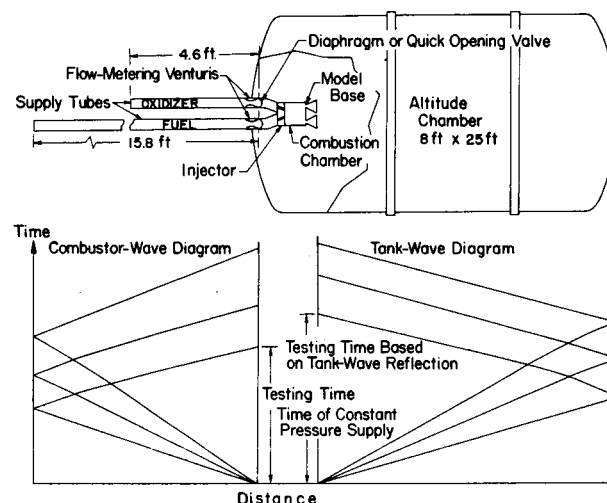 4.6 ft
Diaphragm or Quick Opening Valve
Flow-Metering Venturis
Model
Base
Supply Tubes
OXIDIZER
FUEL
Altitude
Chamber
8 ft x 25 ft
Combustion
Chamber
15.8 ft
Injector
Time
Combustor-Wave Diagram
Tank-Wave Diagram
Testing Time Based
on Tank-Wave Reflection
Testing Time
Time of Constant
Pressure Supply
Distance